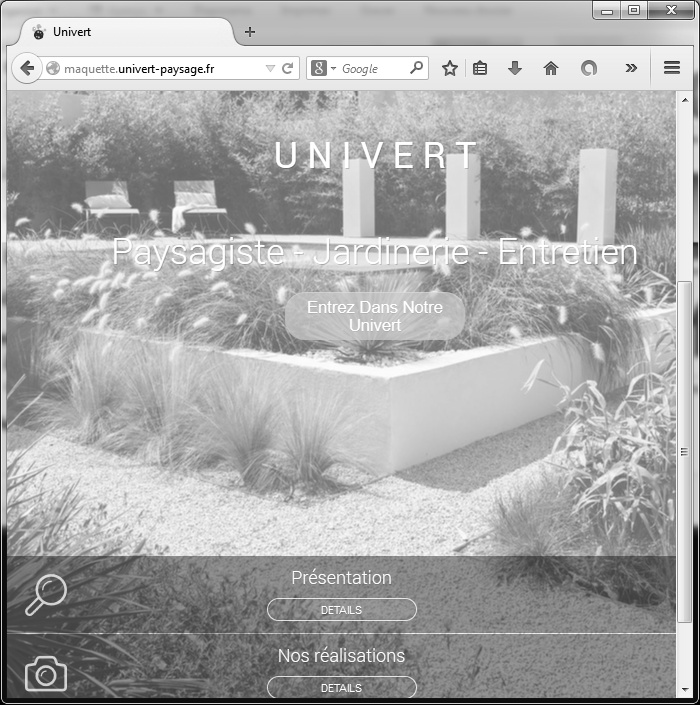 Univert
maquette.univert-paysage.fr
Google
UNIVERT
Paysagiste - Jardinerie - Entretien
Entrez Dans Notre
Univert
Présentation
DETAILS
Nos réalisations
DETAILS